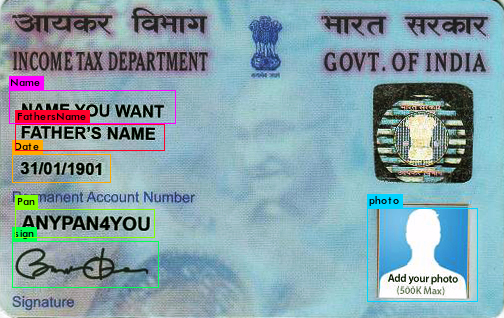 आयकर विभाग
भारत सरकार
INCOME TAX DEPARTMENT
GOVT. OF INDIA
Name
NAME YOU WANT
FathersName
FATHER'S NAME
Date
31/01/1901
Permanent Account Number
Pan
ANYPAN4YOU
sign
Signature
photo
Add your photo
(500K Max)